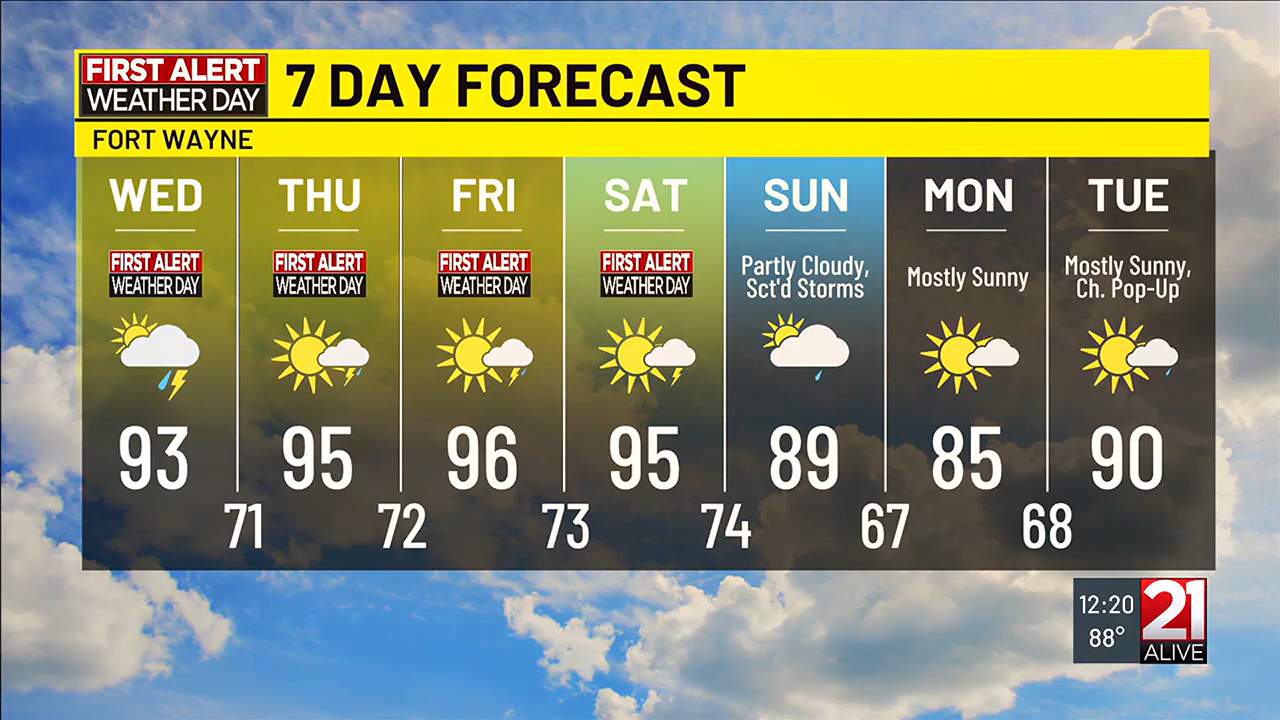 FIRST ALERT
WEATHER DAY
7 DAY FORECAST
FORT WAYNE
WED THU FRI SAT SUN MON TUE
FIRST ALERT
WEATHER DAY
FIRST ALERT
WEATHER DAY
FIRST ALERT
WEATHER DAY
FIRST ALERT
WEATHER DAY
Partly Cloudy,
Sct'd Storms
Mostly Sunny
Mostly Sunny,
Ch. Pop-Up
93 95 96 95 89 85 90
71 72 73 74 67 68
12:20
88°
21
ALIVE